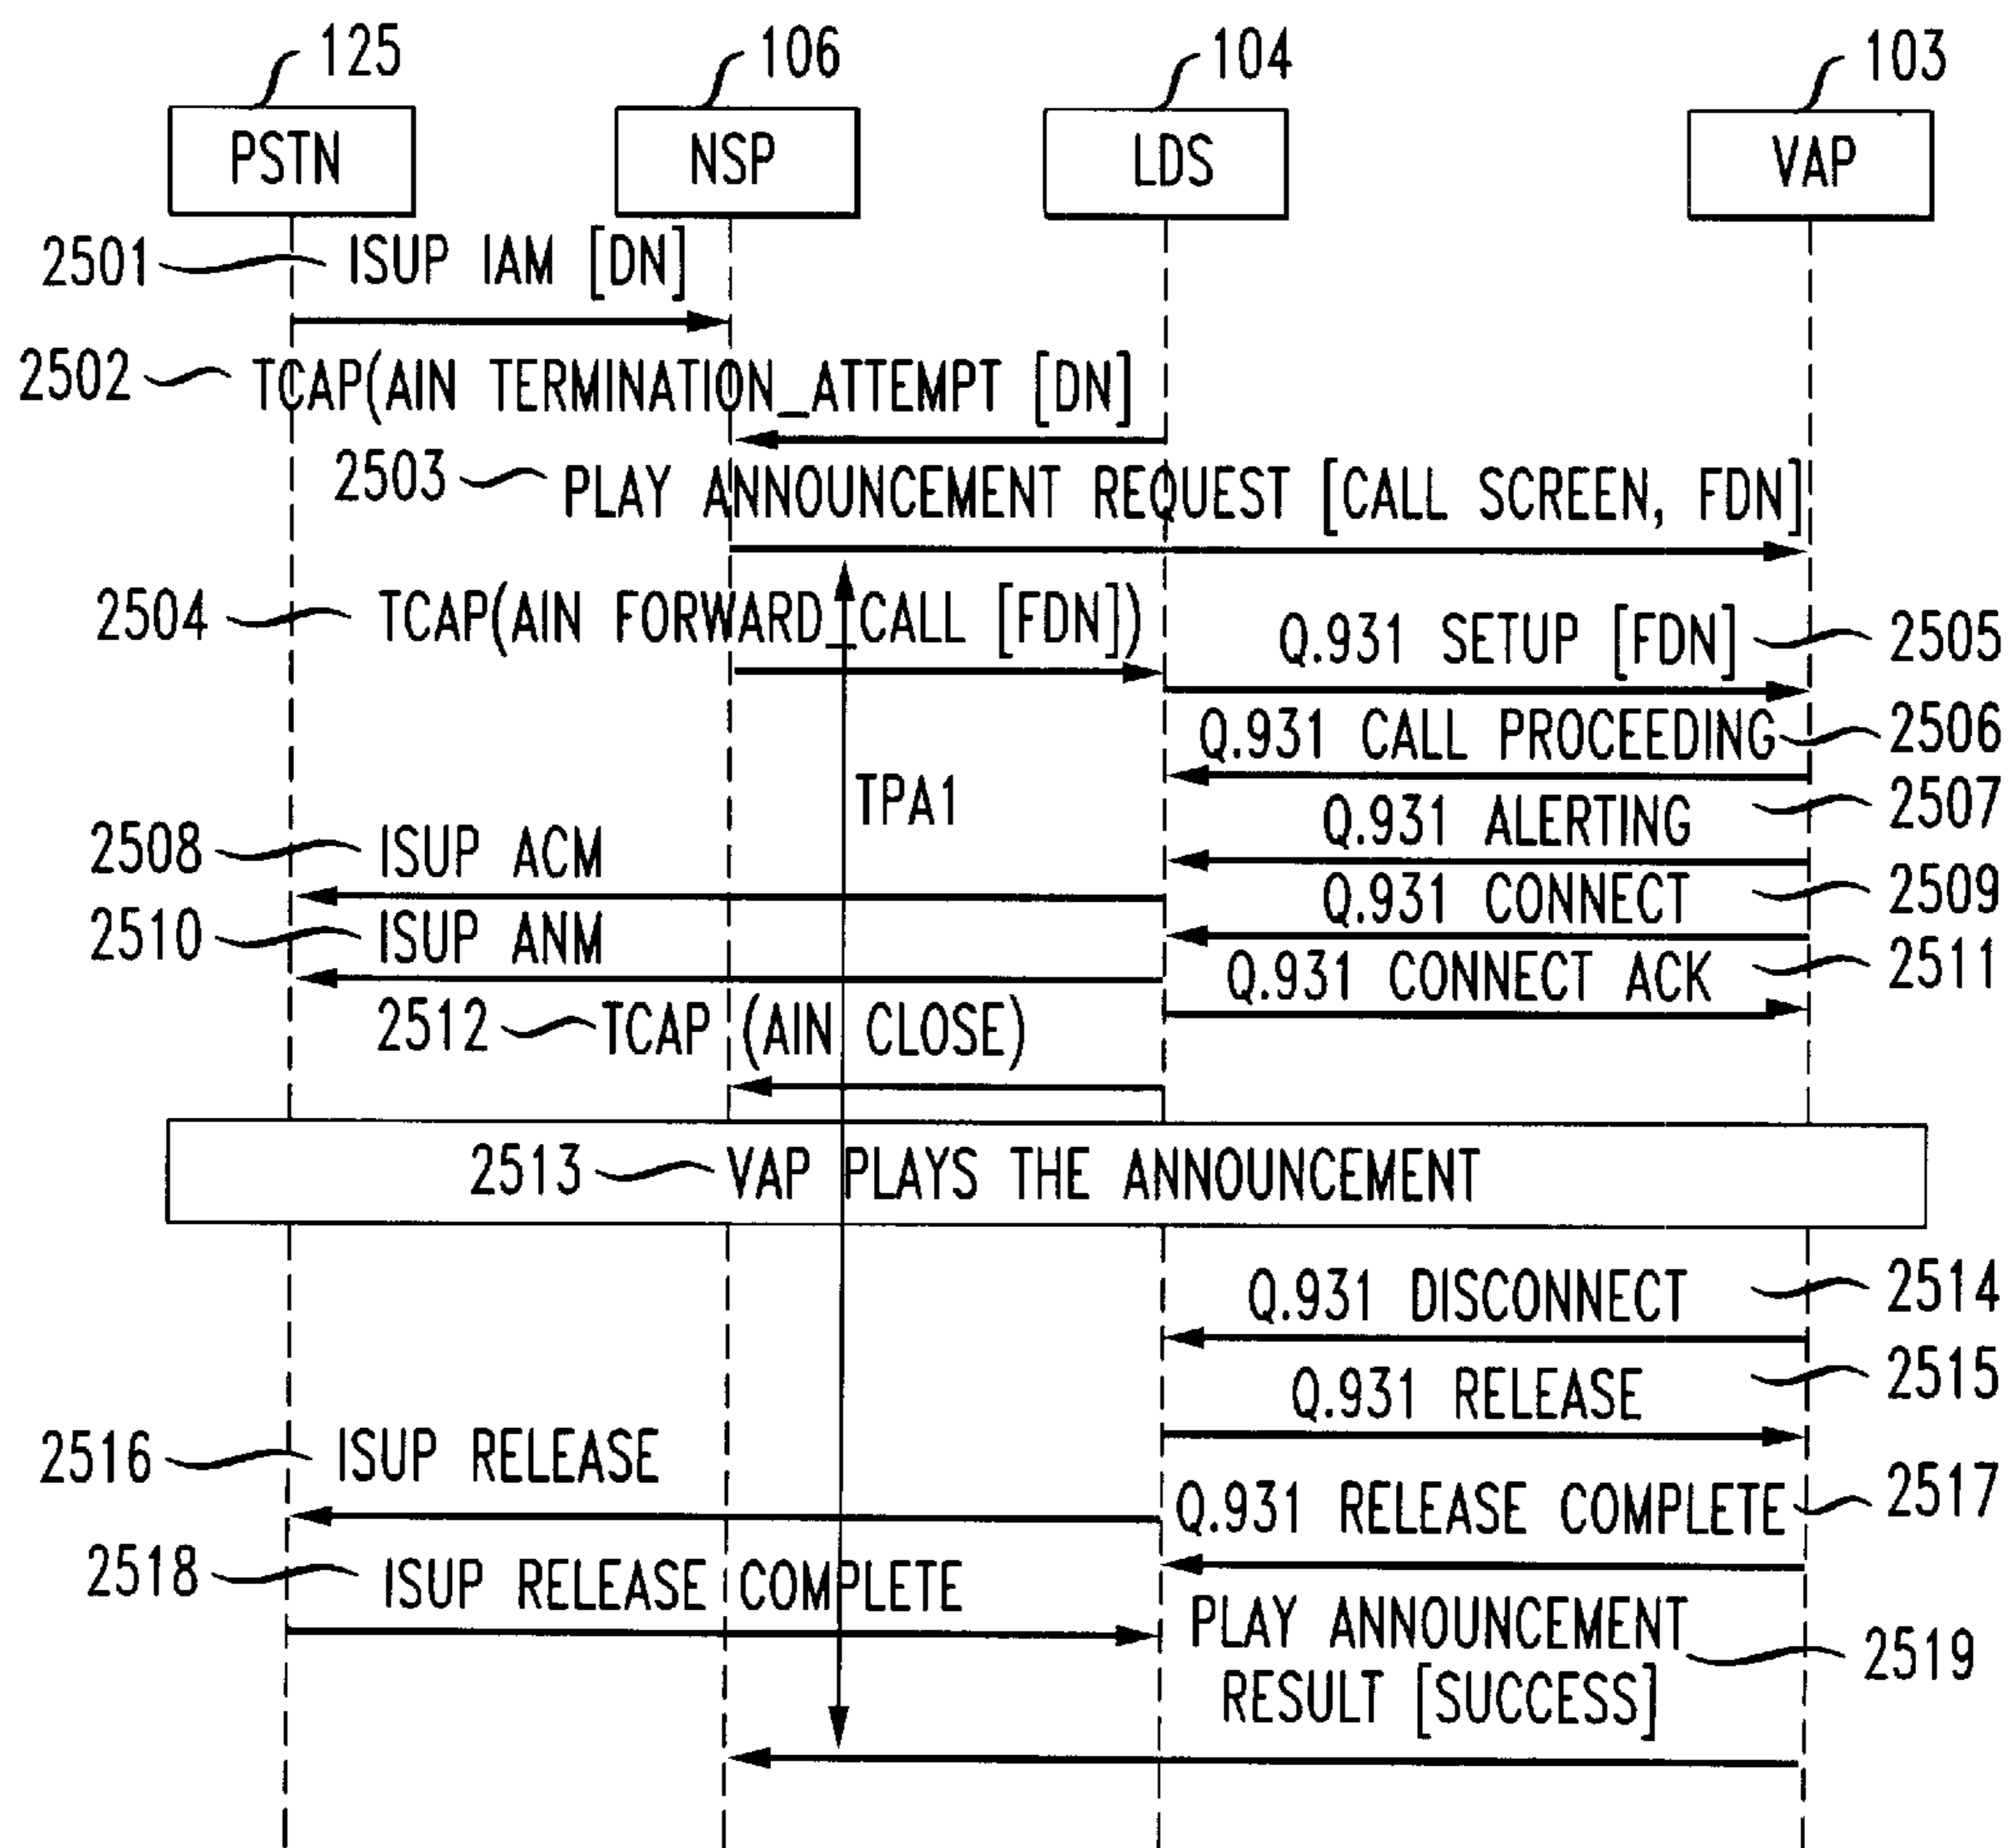 125 106 104 103
PSTN NSP LDS VAP
2501 ISUP IAM [DN]
2502 TCAP(AIN TERMINATION_ATTEMPT [DN]
2503 PLAY ANNOUNCEMENT REQUEST [CALL SCREEN, FDN]
2504 TCAP(AIN FORWARD_CALL [FDN])
Q.931 SETUP [FDN] 2505
Q.931 CALL PROCEEDING 2506
TPA1
Q.931 ALERTING 2507
2508 ISUP ACM
Q.931 CONNECT 2509
2510 ISUP ANM
Q.931 CONNECT ACK 2511
2512 TCAP (AIN CLOSE)
2513 VAP PLAYS THE ANNOUNCEMENT
Q.931 DISCONNECT 2514
Q.931 RELEASE 2515
2516 ISUP RELEASE
Q.931 RELEASE COMPLETE 2517
2518 ISUP RELEASE COMPLETE
PLAY ANNOUNCEMENT
RESULT [SUCCESS] 2519